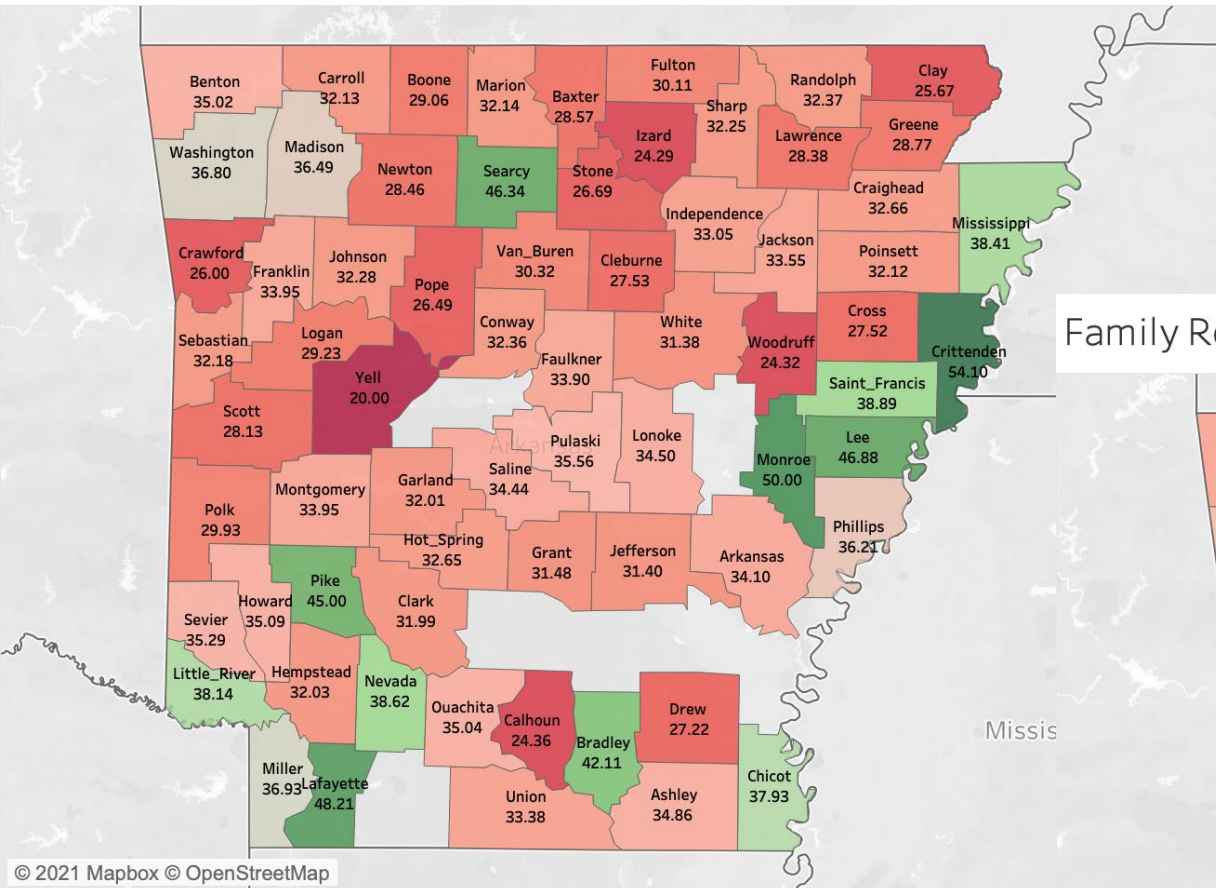 Benton
35.02
Carroll
32.13
Boone
29.06
Marion
32.14
Baxter
28.57
Fulton
30.11
Sharp
32.25
Randolph
32.37
Clay
25.67
Washington
36.80
Madison
36.49
Newton
28.46
Searcy
46.34
Stone
26.69
Izard
24.29
Lawrence
28.38
Greene
28.77
Independence
33.05
Craighead
32.66
Mississippi
38.41
Crawford
26.00
Franklin
33.95
Johnson
32.28
Pope
26.49
Van_Buren
30.32
Cleburne
27.53
Jackson
33.55
Poinsett
32.12
Sebastian
32.18
Logan
29.23
Yell
20.00
Conway
32.36
Faulkner
33.90
White
31.38
Woodruff
24.32
Cross
27.52
Crittenden
54.10
Family R
Scott
28.13
Saint_Francis
38.89
Arkansas
Pulaski
35.56
Lonoke
34.50
Lee
46.88
Monroe
50.00
Saline
34.44
Garland
32.01
Montgomery
33.95
Polk
29.93
Phillips
36.21
Hot_Spring
32.65
Grant
31.48
Jefferson
31.40
Arkansas
34.10
Pike
45.00
Howard
35.09
Sevier
35.29
Clark
31.99
Little_River
38.14
Hempstead
32.03
Nevada
38.62
Ouachita
35.04
Calhoun
24.36
Bradley
42.11
Drew
27.22
Missis
Miller
36.93
Lafayette
48.21
Union
33.38
Ashley
34.86
Chicot
37.93
© 2021 Mapbox © OpenStreetMap